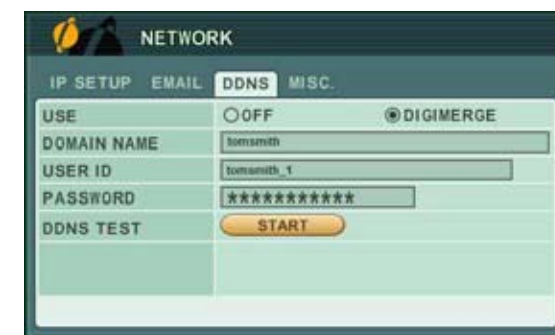 NETWORK
IP SETUP EMAIL DDNS MISC.
USE OFF DIGIMERGE
DOMAIN NAME tomsmith
USER ID tomsmith_1
PASSWORD ***********
DDNS TEST START